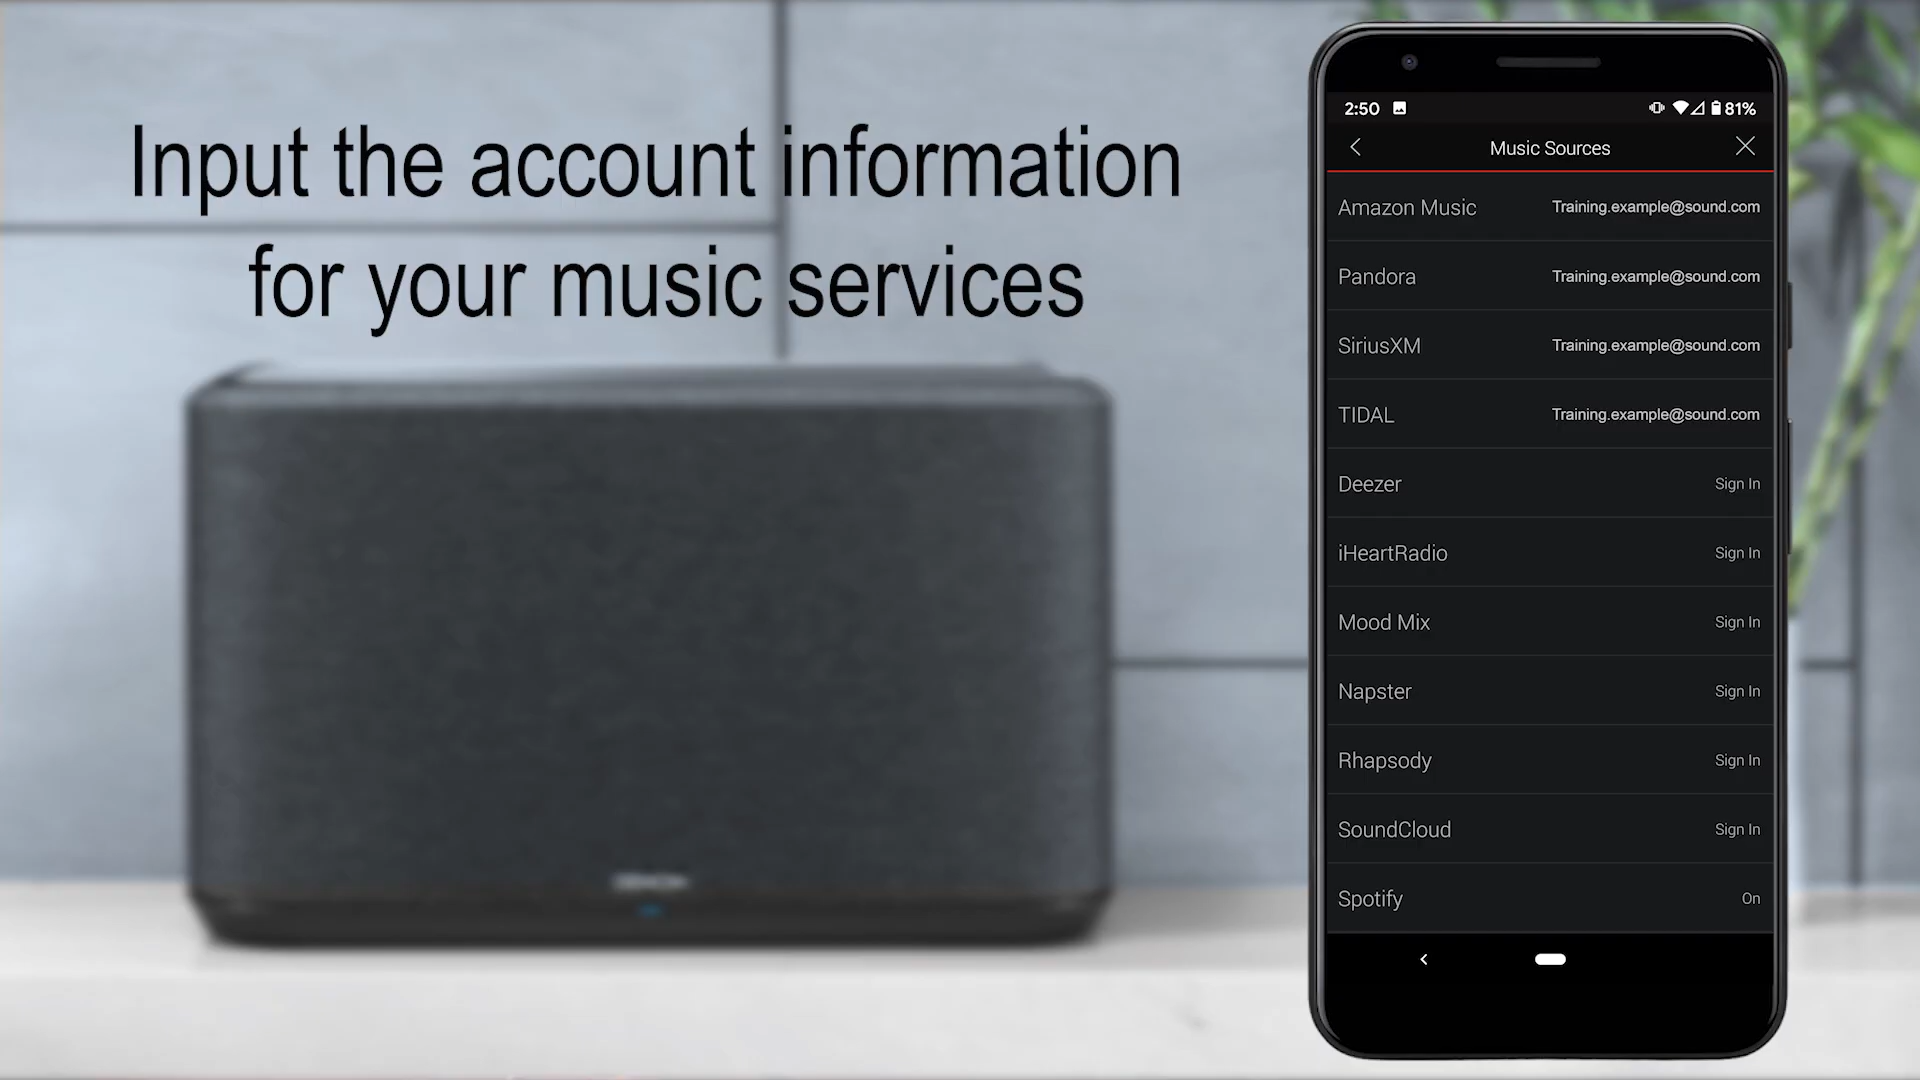 Input the account information
for your music services
2:50
81%
Music Sources
Amazon Music Training.example@sound.com
Pandora Training.example@sound.com
SiriusXM Training.example@sound.com
TIDAL Training.example@sound.com
Deezer Sign In
iHeartRadio Sign In
Mood Mix Sign In
Napster Sign In
Rhapsody Sign In
SoundCloud Sign In
Spotify On
DENON